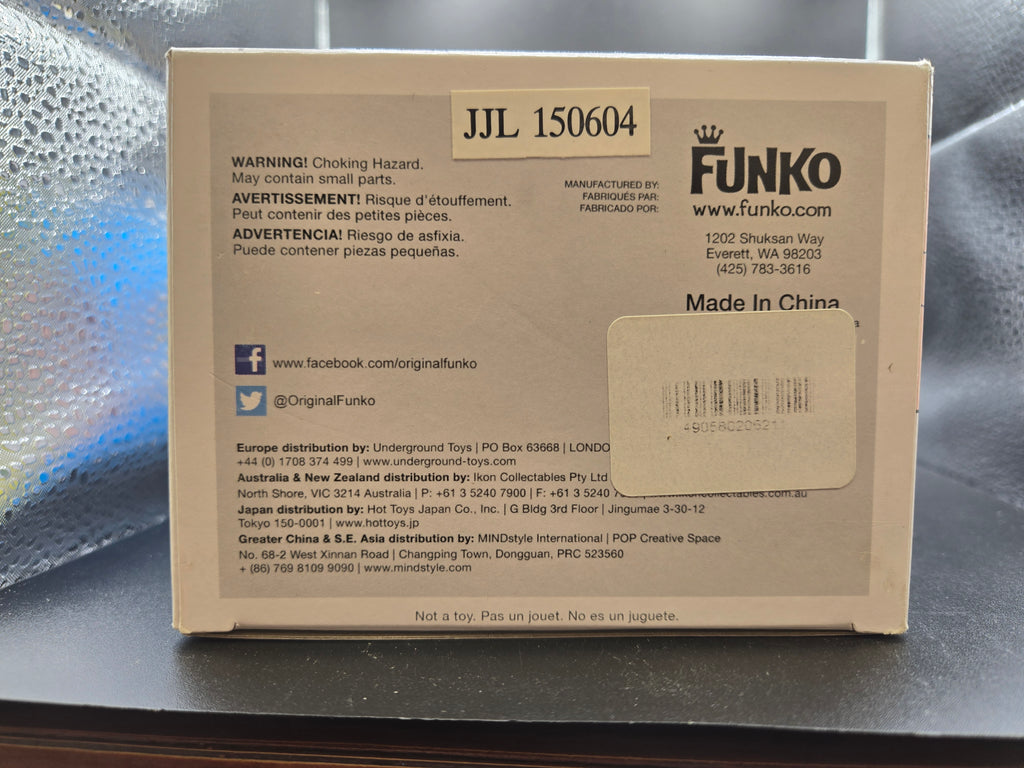 JJL 150604
WARNING! Choking Hazard.
May contain small parts.
AVERTISSEMENT! Risque d'étouffement.
Peut contenir des petites pièces.
ADVERTENCIA! Riesgo de asfixia.
Puede contener piezas pequeñas.
MANUFACTURED BY:
FABRIQUÉS PAR:
FABRICADO POR:
FUNKO
www.funko.com
1202 Shuksan Way
Everett, WA 98203
(425) 783-3616
Made In China
www.facebook.com/originalfunko
@OriginalFunko
Europe distribution by: Underground Toys | PO Box 63668 | LONDO
+44 (0) 1708 374 499 | www.underground-toys.com
Australia & New Zealand distribution by: Ikon Collectables Pty Ltd
North Shore, VIC 3214 Australia | P: +61 3 5240 7900 | F: +61 3 5240
Japan distribution by: Hot Toys Japan Co., Inc. | G Bldg 3rd Floor | Jingumae 3-30-12
Tokyo 150-0001 | www.hottoys.jp
Greater China & S.E. Asia distribution by: MINDstyle International | POP Creative Space
No. 68-2 West Xinnan Road | Changping Town, Dongguan, PRC 523560
+ (86) 769 8109 9090 | www.mindstyle.com
Not a toy. Pas un jouet. No es un juguete.